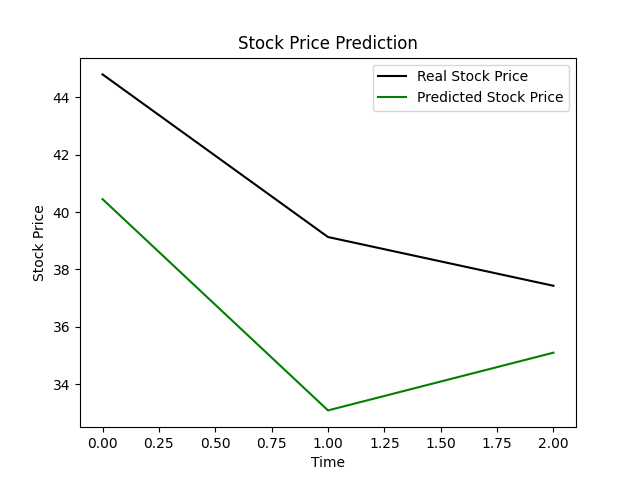 Stock Price Prediction
Real Stock Price
Predicted Stock Price
Stock Price
44
42
40
38
36
34
0.00 0.25 0.50 0.75 1.00 1.25 1.50 1.75 2.00
Time